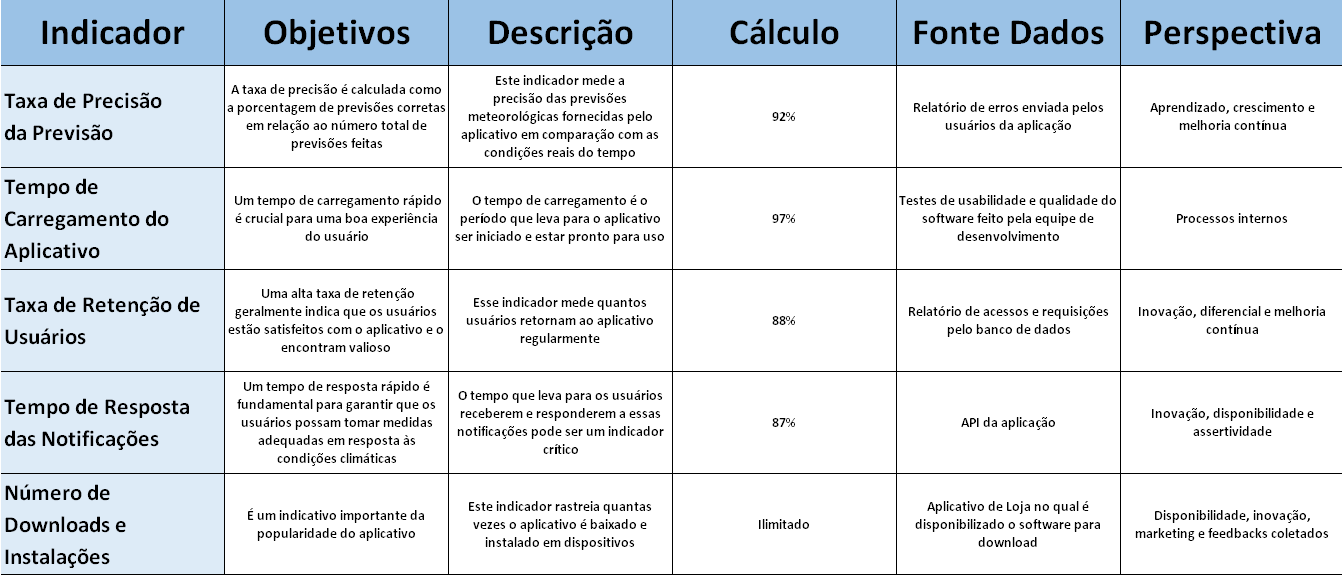 Indicador
Objetivos
Descrição
Cálculo
Fonte Dados
Perspectiva
Taxa de Precisão
da Previsão
A taxa de precisão é calculada como
a porcentagem de previsões corretas
em relação ao número total de
previsões feitas
Este indicador mede a
precisão das previsões
meteorológicas fornecidas pelo
aplicativo em comparação com as
condições reais do tempo
92%
Relatório de erros enviada pelos
usuários da aplicação
Aprendizado, crescimento e
melhoria contínua
Tempo de
Carregamento do
Aplicativo
Um tempo de carregamento rápido
é crucial para uma boa experiência
do usuário
O tempo de carregamento é o
período que leva para o aplicativo
ser iniciado e estar pronto para uso
97%
Testes de usabilidade e qualidade do
software feito pela equipe de
desenvolvimento
Processos internos
Taxa de Retenção de
Usuários
Uma alta taxa de retenção
geralmente indica que os usuários
estão satisfeitos com o aplicativo e o
encontram valioso
Esse indicador mede quantos
usuários retornam ao aplicativo
regularmente
88%
Relatório de acessos e requisições
pelo banco de dados
Inovação, diferencial e melhoria
contínua
Tempo de Resposta
das Notificações
Um tempo de resposta rápido é
fundamental para garantir que os
usuários possam tomar medidas
adequadas em resposta às
condições climáticas
O tempo que leva para os usuários
receberem e responderem a essas
notificações pode ser um indicador
crítico
87%
API da aplicação
Inovação, disponibilidade e
assertividade
Número de
Downloads e
Instalações
É um indicativo importante da
popularidade do aplicativo
Este indicador rastreia quantas
vezes o aplicativo é baixado e
instalado em dispositivos
Ilimitado
Aplicativo de Loja no qual é
disponibilizado o software para
download
Disponibilidade, inovação,
marketing e feedbacks coletados